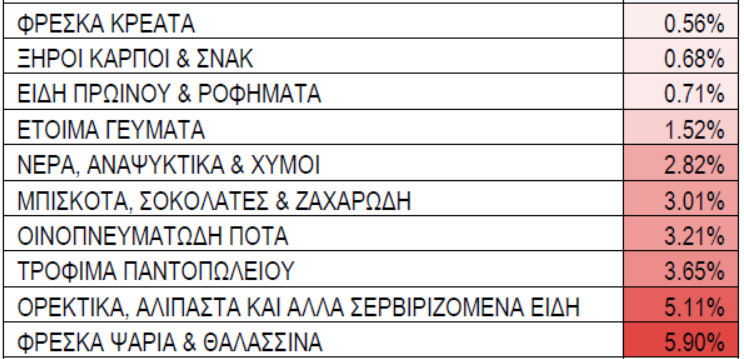 ΦΡΕΣΚΑ ΚΡΕΑΤΑ 0.56%
ΞΗΡΟΙ ΚΑΡΠΟΙ & ΣΝΑΚ 0.68%
ΕΙΔΗ ΠΡΩΙΝΟΥ & ΡΟΦΗΜΑΤΑ 0.71%
ΕΤΟΙΜΑ ΓΕΥΜΑΤΑ 1.52%
ΝΕΡΑ, ΑΝΑΨΥΚΤΙΚΑ & ΧΥΜΟΙ 2.82%
ΜΠΙΣΚΟΤΑ, ΣΟΚΟΛΑΤΕΣ & ΖΑΧΑΡΩΔΗ 3.01%
ΟΙΝΟΠΝΕΥΜΑΤΩΔΗ ΠΟΤΑ 3.21%
ΤΡΟΦΙΜΑ ΠΑΝΤΟΠΩΛΕΙΟΥ 3.65%
ΟΡΕΚΤΙΚΑ, ΑΛΙΠΑΣΤΑ ΚΑΙ ΑΛΛΑ ΣΕΡΒΙΡΙΖΟΜΕΝΑ ΕΙΔΗ 5.11%
ΦΡΕΣΚΑ ΨΑΡΙΑ & ΘΑΛΑΣΣΙΝΑ 5.90%